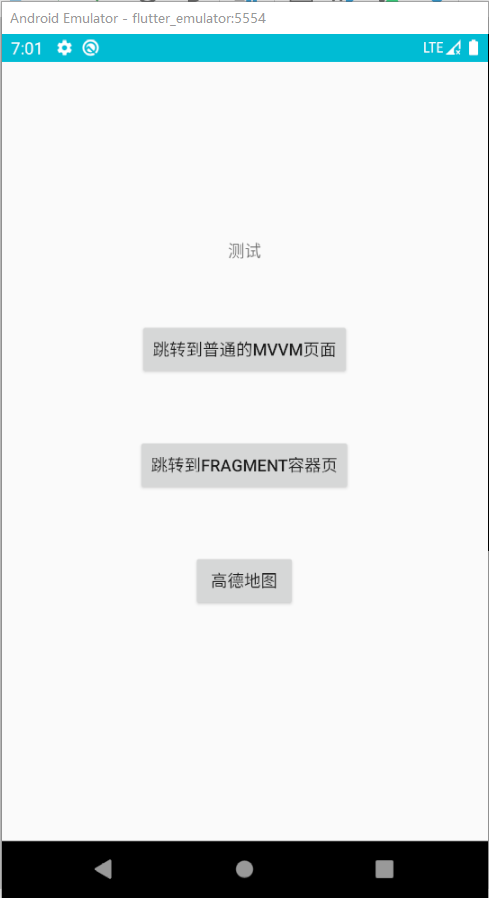 Android Emulator - flutter_emulator:5554
7:01 LTE
测试
跳转到普通的MVVM页面
跳转到FRAGMENT容器页
高德地图